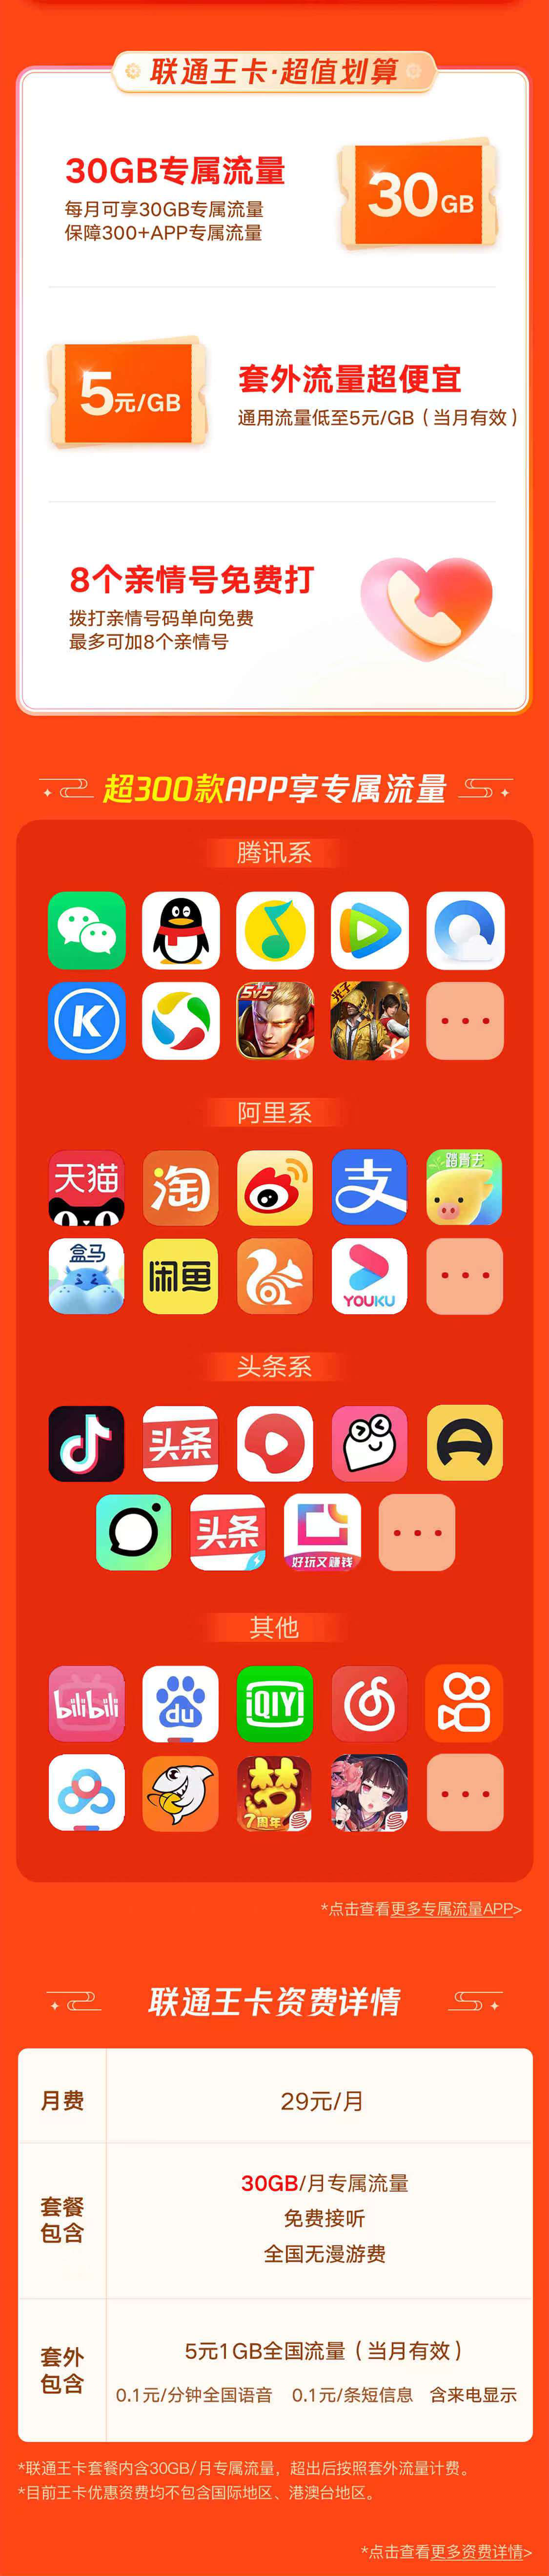 联通王卡·超值划算
30GB专属流量
每月可享30GB专属流量
保障300+APP专属流量
30GB
5元/GB
套外流量超便宜
通用流量低至5元/GB（当月有效）
8个亲情号免费打
拨打亲情号码单向免费
最多可加8个亲情号
超300款APP享专属流量
腾讯系
K
5v5
阿里系
天猫
淘
支
踏青去
盒马
闲鱼
YOUKU
头条系
头条
头条
好玩又赚钱
其他
bilibili
du
iQIYI
7周年
*点击查看更多专属流量APP>
联通王卡资费详情
月费
29元/月
套餐
包含
30GB/月专属流量
免费接听
全国无漫游费
套外
包含
5元1GB全国流量（当月有效）
0.1元/分钟全国语音 0.1元/条短信息 含来电显示
*联通王卡套餐内含30GB/月专属流量，超出后按照套外流量计费。
*目前王卡优惠资费均不包含国际地区、港澳台地区。
*点击查看更多资费详情>